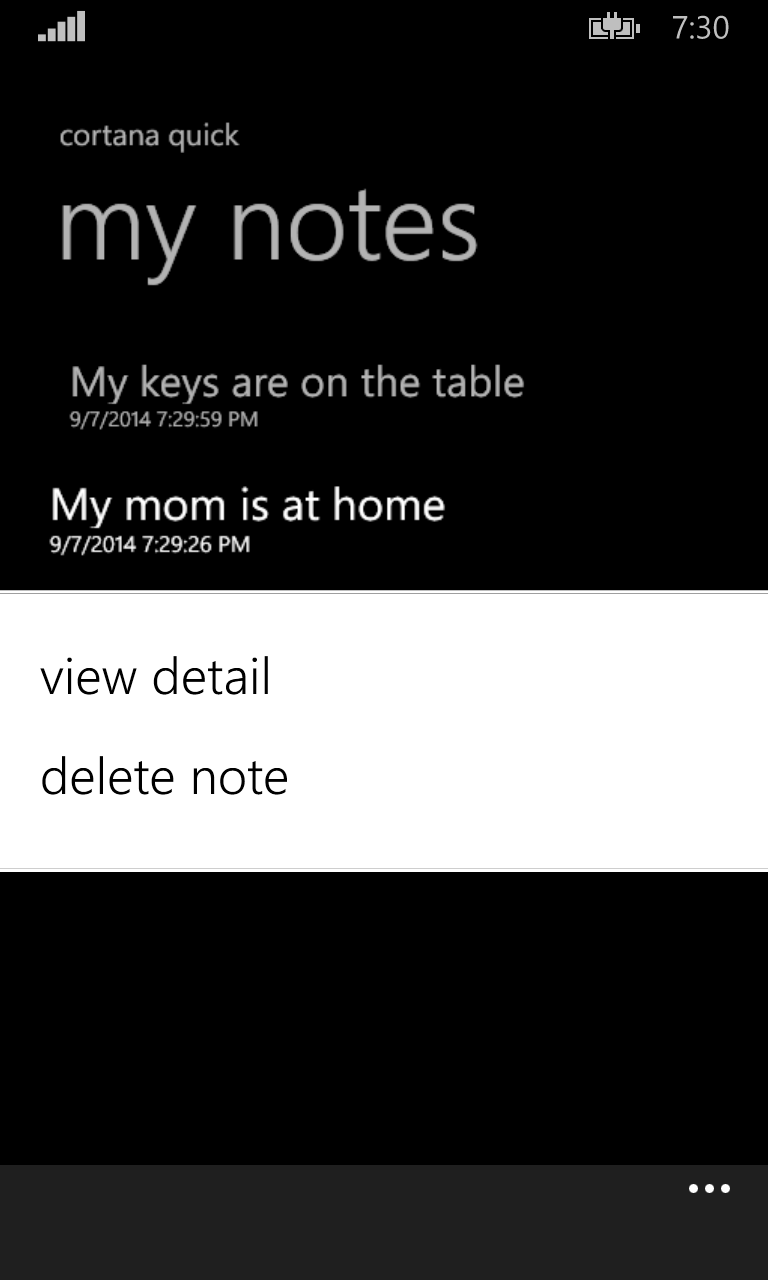 7:30
cortana quick
my notes
My keys are on the table
9/7/2014 7:29:59 PM
My mom is at home
9/7/2014 7:29:26 PM
view detail
delete note